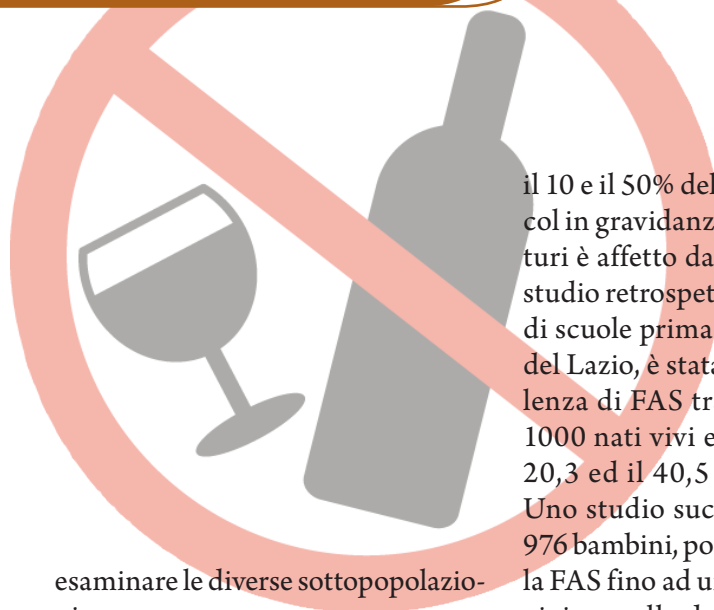 esaminare le diverse sottopopolazio-
il 10 e il 50% del
col in gravidanz
turi è affetto da
studio retrospet
di scuole prima
del Lazio, è stata
lenza di FAS tr
1000 nati vivi e
20,3 ed il 40,5
Uno studio suc
976 bambini, po
la FAS fino ad u